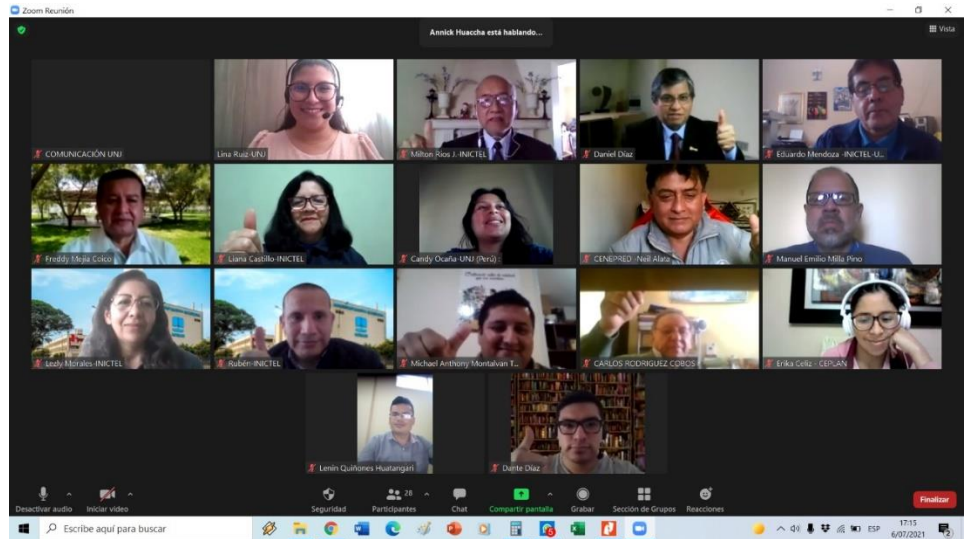 Zoom Reunión
Annick Huaccha está hablando...
Vista
COMUNICACIÓN UNJ
Lina Ruiz-UNJ
Milton Rios J.-INICTEL
Daniel Díaz
Eduardo Mendoza -INICTEL-U...
Freddy Mejia Coico
Liana Castillo-INICTEL
Candy Ocaña-UNJ (Perú)
CENEPRED -Neil Alata
Manuel Emilio Milla Pino
Lezly Morales-INICTEL
Rubén-INICTEL
Michael Anthony Montalvan T...
CARLOS RODRIGUEZ COBOS
Erika Celiz - CEPLAN
Lenin Quiñones Huatangari
Dante Díaz
Desactivar audio
Iniciar video
Seguridad
28
Participantes
Chat
Compartir pantalla
Grabar
Sección de Grupos
Reacciones
Finalizar
Escribe aquí para buscar
ESP
17:15
6/07/2021